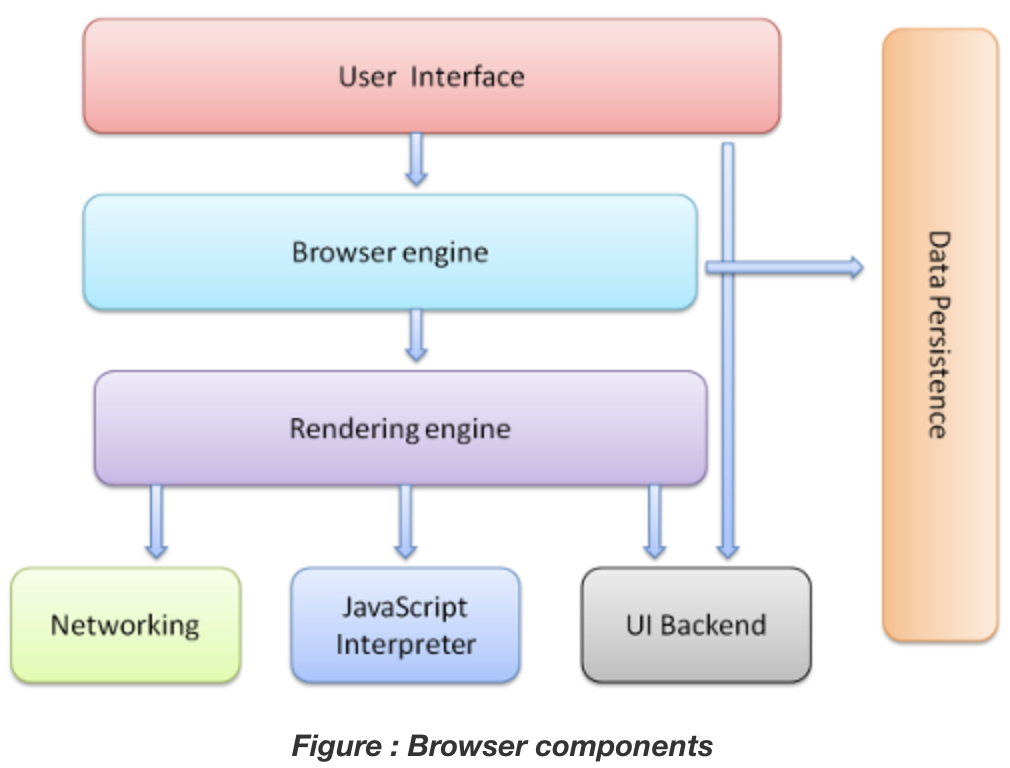 User Interface
Browser engine
Data Persistence
Rendering engine
Networking
JavaScript
Interpreter
UI Backend
Figure : Browser components